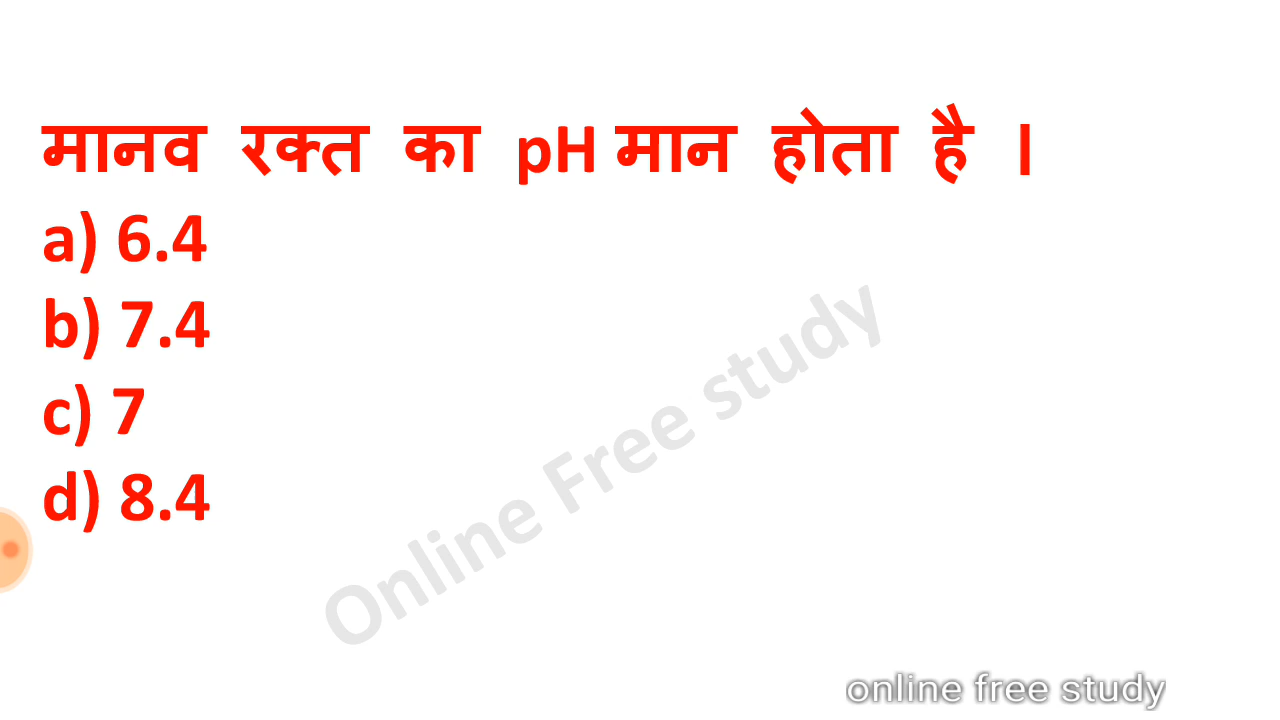 मानव रक्त का pH मान होता है ।
a) 6.4
b) 7.4
c) 7
d) 8.4
Online Free study
online free study